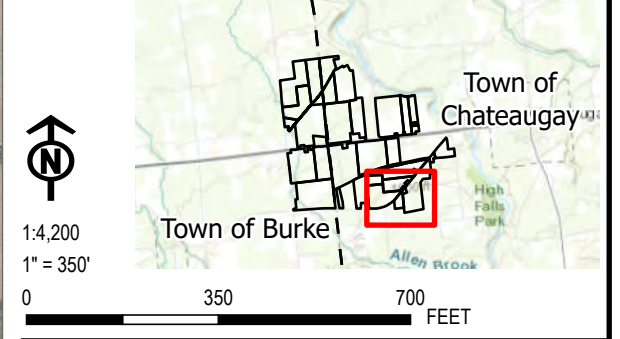 Town of
Chateaugay
High
Falls
Park
Town of Burke
Allen Brook
N
1:4,200
1" = 350'
0 350 700
FEET